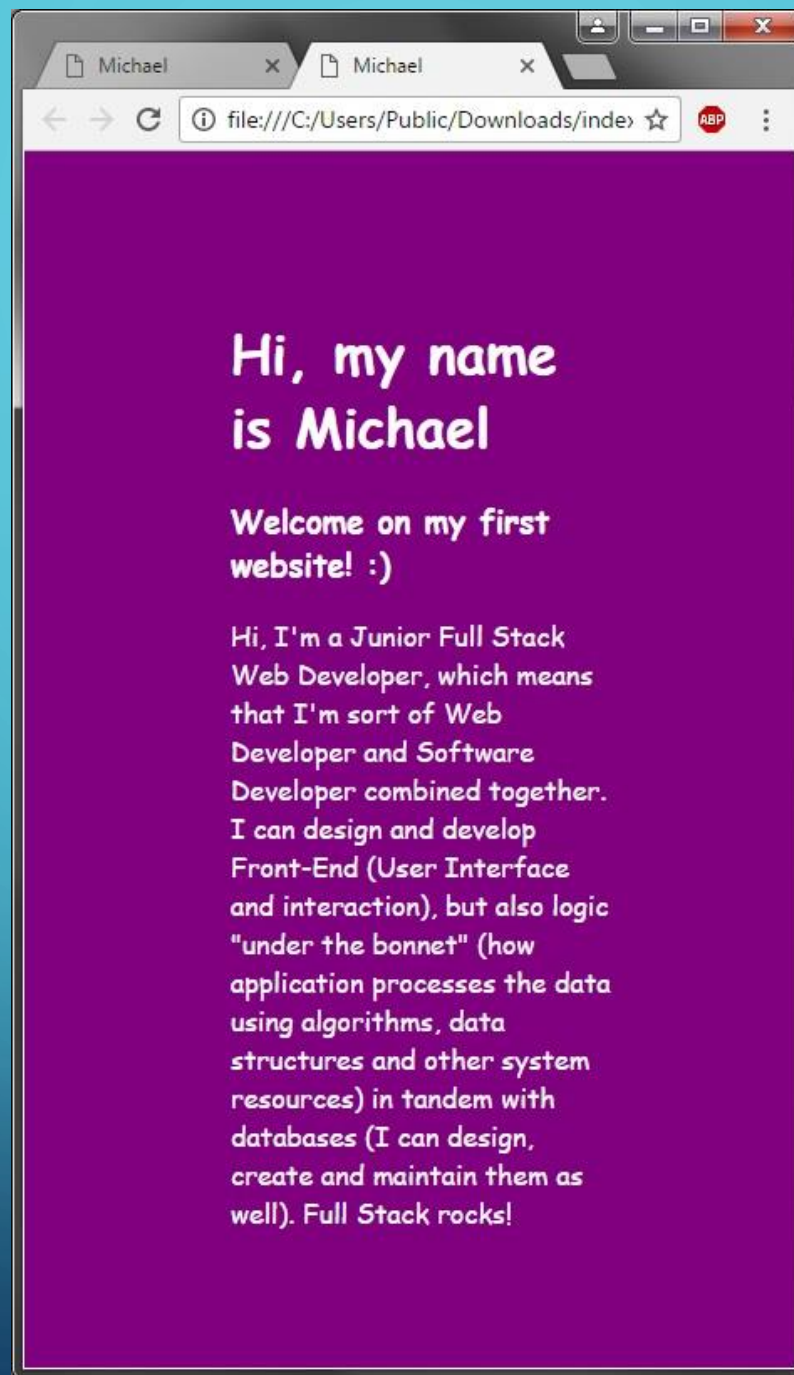 Michael
Michael
file:///C:/Users/Public/Downloads/index
ABP
Hi, my name
is Michael
Welcome on my first
website! :)
Hi, I'm a Junior Full Stack
Web Developer, which means
that I'm sort of Web
Developer and Software
Developer combined together.
I can design and develop
Front-End (User Interface
and interaction), but also logic
"under the bonnet" (how
application processes the data
using algorithms, data
structures and other system
resources) in tandem with
databases (I can design,
create and maintain them as
well). Full Stack rocks!